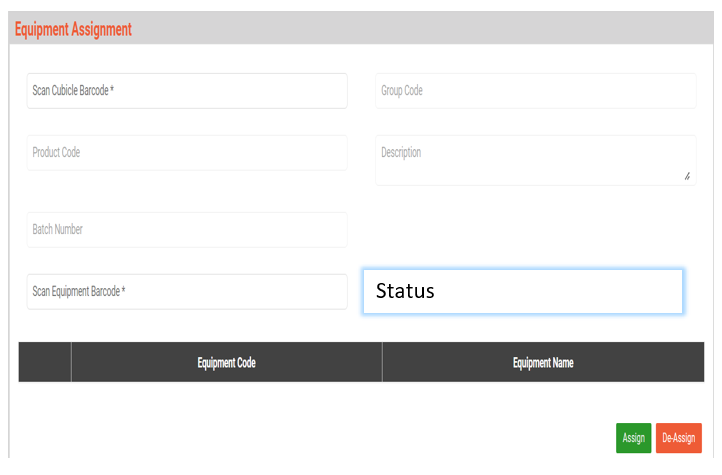 Equipment Assignment
Scan Cubicle Barcode *
Group Code
Product Code
Description
Batch Number
Scan Equipment Barcode *
Status
Equipment Code
Equipment Name
Assign
De-Assign